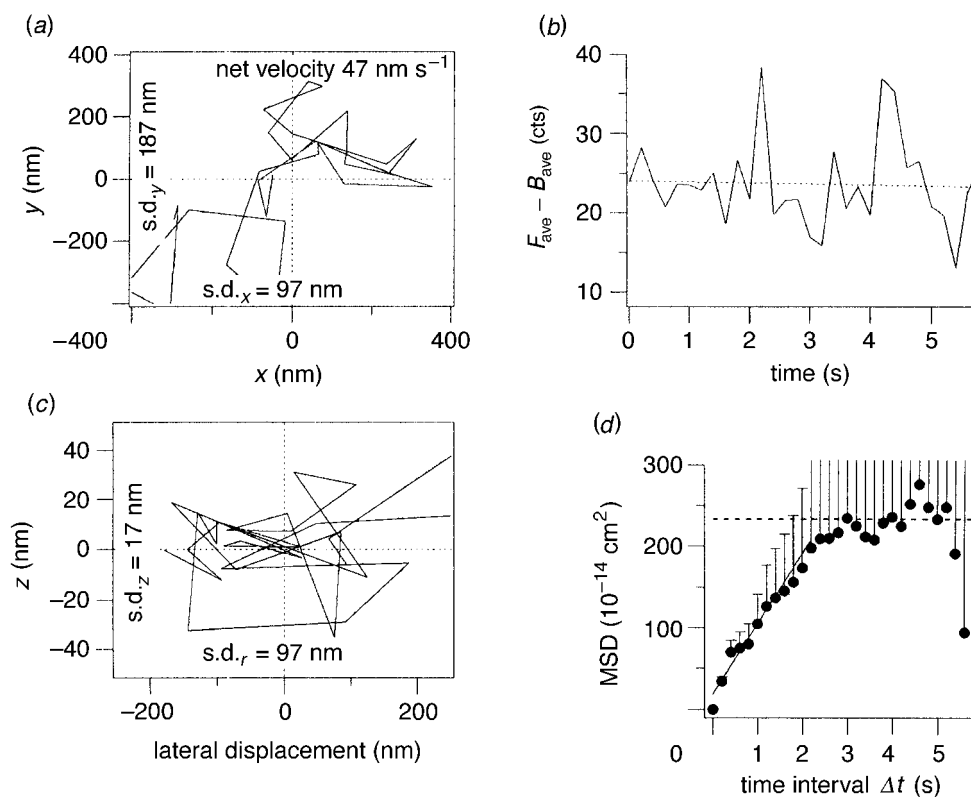 (a)
net velocity 47 nm s⁻¹
s.d.y = 187 nm
s.d.x = 97 nm
y (nm)
400
200
0
−200
−400
0
400
x (nm)
(b)
F_ave − B_ave (cts)
40
30
20
10
0
1
2
3
4
5
time (s)
(c)
z (nm)
40
20
0
−20
−40
s.d.z = 17 nm
s.d.r = 97 nm
−200
0
200
lateral displacement (nm)
(d)
MSD (10⁻¹⁴ cm²)
300
200
100
0
1
2
3
4
5
time interval Δt (s)